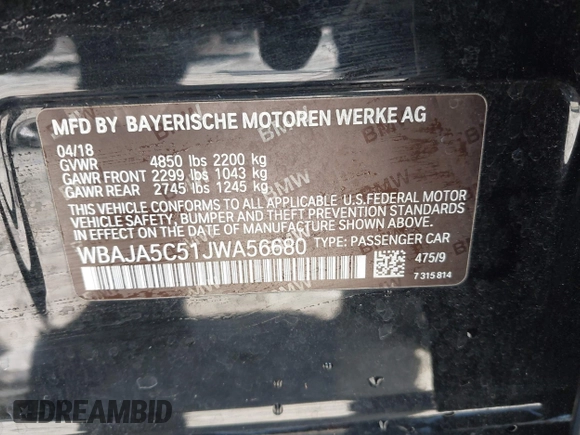 MFD BY BAYERISCHE MOTOREN WERKE AG
04/18
GVWR 4850 lbs 2200 kg
GAWR FRONT 2299 lbs 1043 kg
GAWR REAR 2745 lbs 1245 kg
THIS VEHICLE CONFORMS TO ALL APPLICABLE U.S.FEDERAL MOTOR
VEHICLE SAFETY, BUMPER AND THEFT PREVENTION STANDARDS
IN EFFECT ON THE DATE OF MANUFACTURE SHOWN ABOVE.
WBAJA5C51JWA56680 TYPE: PASSENGER CAR
475/9
7 315 814
DREAMBID